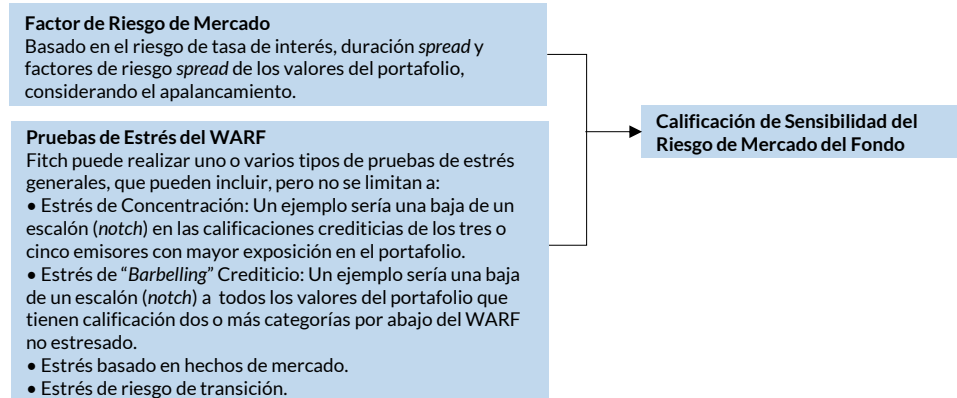 Factor de Riesgo de Mercado
Basado en el riesgo de tasa de interés, duración spread y
factores de riesgo spread de los valores del portafolio,
considerando el apalancamiento.
Pruebas de Estrés del WARF
Fitch puede realizar uno o varios tipos de pruebas de estrés
generales, que pueden incluir, pero no se limitan a:
• Estrés de Concentración: Un ejemplo sería una baja de un
escalón (notch) en las calificaciones crediticias de los tres o
cinco emisores con mayor exposición en el portafolio.
• Estrés de “Barbelling” Crediticio: Un ejemplo sería una baja
de un escalón (notch) a todos los valores del portafolio que
tienen calificación dos o más categorías por abajo del WARF
no estresado.
• Estrés basado en hechos de mercado.
• Estrés de riesgo de transición.
Calificación de Sensibilidad del
Riesgo de Mercado del Fondo